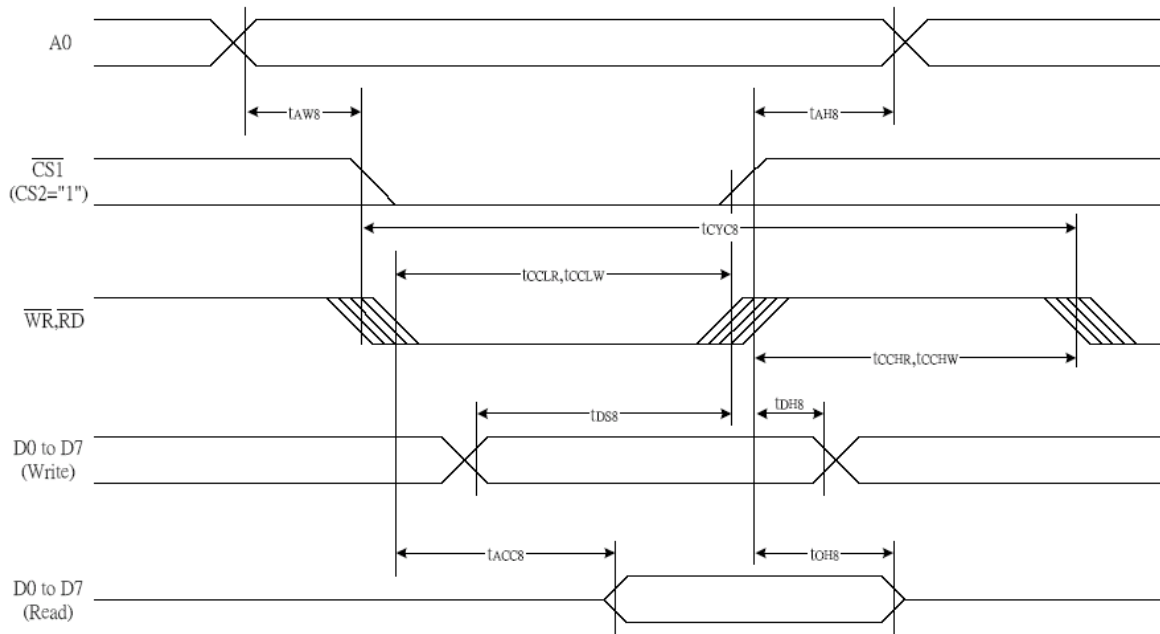 A0
tAW8
tAH8
CS1
(CS2="1")
tCYC8
tCCLR,tCCLW
WR,RD
tCCHR,tCCHW
tDS8
tDH8
D0 to D7
(Write)
tACC8
tOH8
D0 to D7
(Read)